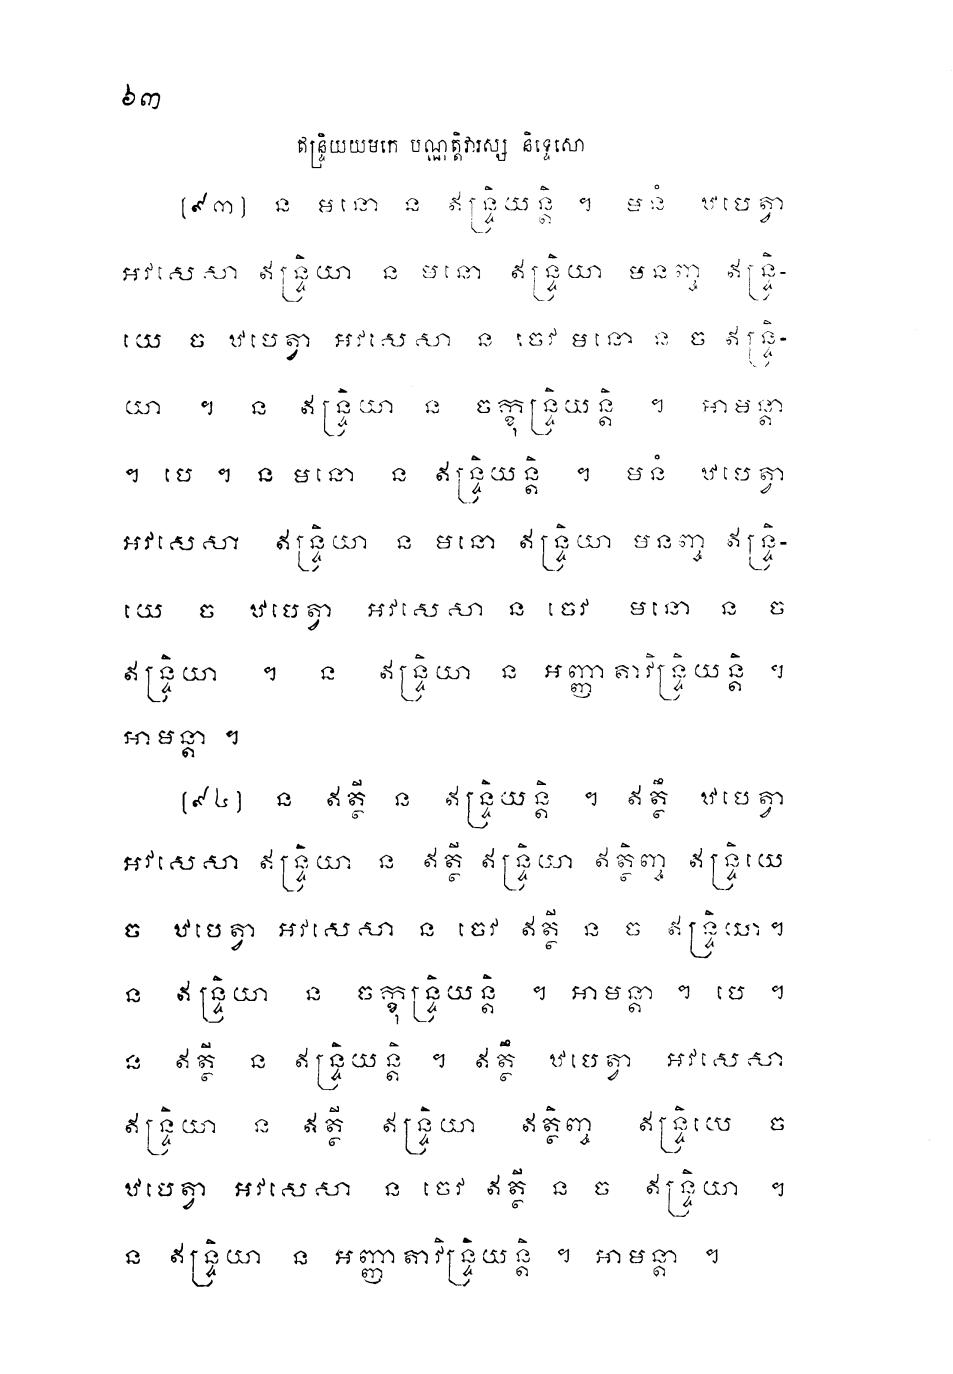 ៦៣
ឥន្ទ្រិយយមកេ បណ្ណត្តិវារស្ស និទ្ទេសោ
(៩៣) ន មនោ ន ឥន្ទ្រិយន្តិ ។ មនំ ឋបេត្វា
អវសេសា ឥន្ទ្រិយា ន មនោ ឥន្ទ្រិយា មនញ្ច ឥន្ទ្រិ-
យេ ច ឋបេត្វា អវសេសា ន ចេវ មនោ ន ច ឥន្ទ្រិ-
យា ។ ន ឥន្ទ្រិយា ន ចក្ខុន្ទ្រិយន្តិ ។ អាមន្តា
។ បេ ។ ន មនោ ន ឥន្ទ្រិយន្តិ ។ មនំ ឋបេត្វា
អវសេសា ឥន្ទ្រិយា ន មនោ ឥន្ទ្រិយា មនញ្ច ឥន្ទ្រិ-
យេ ច ឋបេត្វា អវសេសា ន ចេវ មនោ ន ច
ឥន្ទ្រិយា ។ ន ឥន្ទ្រិយា ន អញ្ញាតាវិន្ទ្រិយន្តិ ។
អាមន្តា ។
(៩៤) ន ឥត្ថី ន ឥន្ទ្រិយន្តិ ។ ឥត្ថឹ ឋបេត្វា
អវសេសា ឥន្ទ្រិយា ន ឥត្ថី ឥន្ទ្រិយា ឥត្ថិញ្ច ឥន្ទ្រិយេ
ច ឋបេត្វា អវសេសា ន ចេវ ឥត្ថី ន ច ឥន្ទ្រិយា ។
ន ឥន្ទ្រិយា ន ចក្ខុន្ទ្រិយន្តិ ។ អាមន្តា ។ បេ ។
ន ឥត្ថី ន ឥន្ទ្រិយន្តិ ។ ឥត្ថឹ ឋបេត្វា អវសេសា
ឥន្ទ្រិយា ន ឥត្ថី ឥន្ទ្រិយា ឥត្ថិញ្ច ឥន្ទ្រិយេ ច
ឋបេត្វា អវសេសា ន ចេវ ឥត្ថី ន ច ឥន្ទ្រិយា ។
ន ឥន្ទ្រិយា ន អញ្ញាតាវិន្ទ្រិយន្តិ ។ អាមន្តា ។